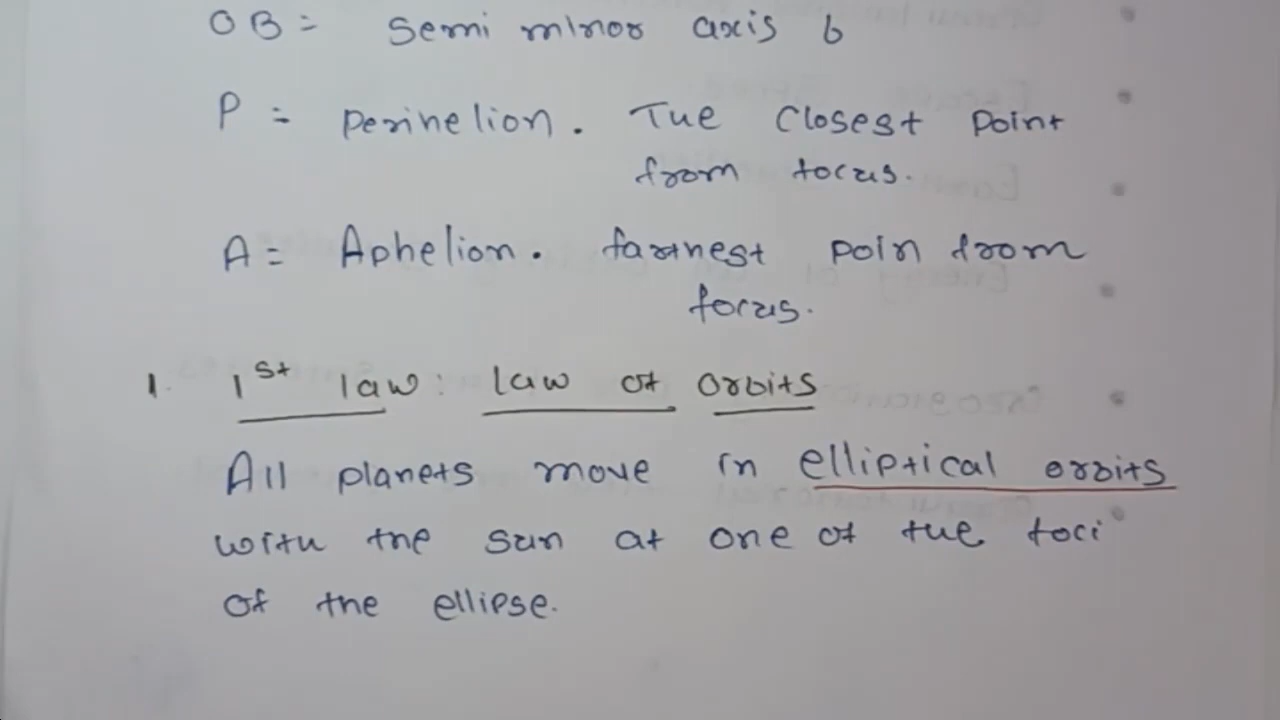 OB = Semi minor axis b
P = perihelion. The closest point
from focus.
A = Aphelion. farthest poin from
focus.
1. 1st law: law of orbits
All planets move in elliptical orbits
with the sun at one of the foci
of the ellipse.